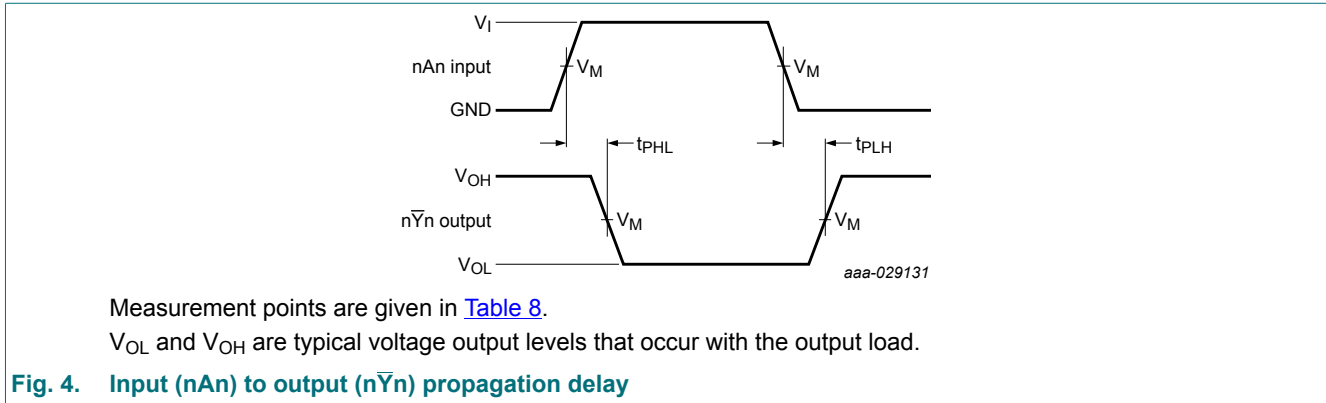 V_I
nAn input
V_M
V_M
GND
t_PHL
t_PLH
V_OH
nY̅n output
V_M
V_M
V_OL
aaa-029131
Measurement points are given in Table 8.
V_OL and V_OH are typical voltage output levels that occur with the output load.
Fig. 4. Input (nAn) to output (nY̅n) propagation delay